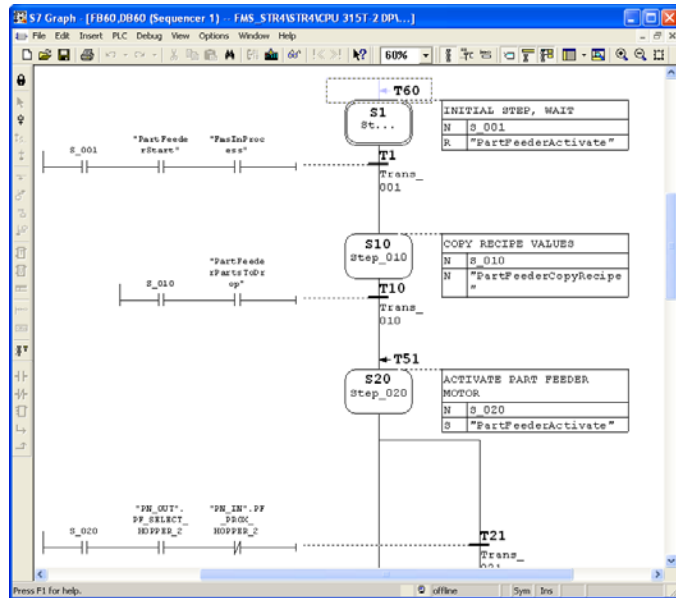 S7 Graph - [FB60,DB60 (Sequencer 1) -- FMS_STR4\STR4\CPU 315T-2 DP\...]
File Edit Insert PLC Debug View Options Window Help
60%
T60
S1
St...
INITIAL STEP, WAIT
N S_001
R "PartFeederActivate"
S_001
"PartFeede
rStart"
"FmsInProc
ess"
T1
Trans_
001
S10
Step_010
COPY RECIPE VALUES
N S_010
N "PartFeederCopyRecipe
"
S_010
"PartFeede
rPartsToDr
op"
T10
Trans_
010
T51
S20
Step_020
ACTIVATE PART FEEDER
MOTOR
N S_020
S "PartFeederActivate"
S_020
"PN_OUT".
PF_SELECT_
HOPPER_2
"PN_IN".PF
_PROX_
HOPPER_2
T21
Trans_
021
Press F1 for help.
offline
Sym Ins